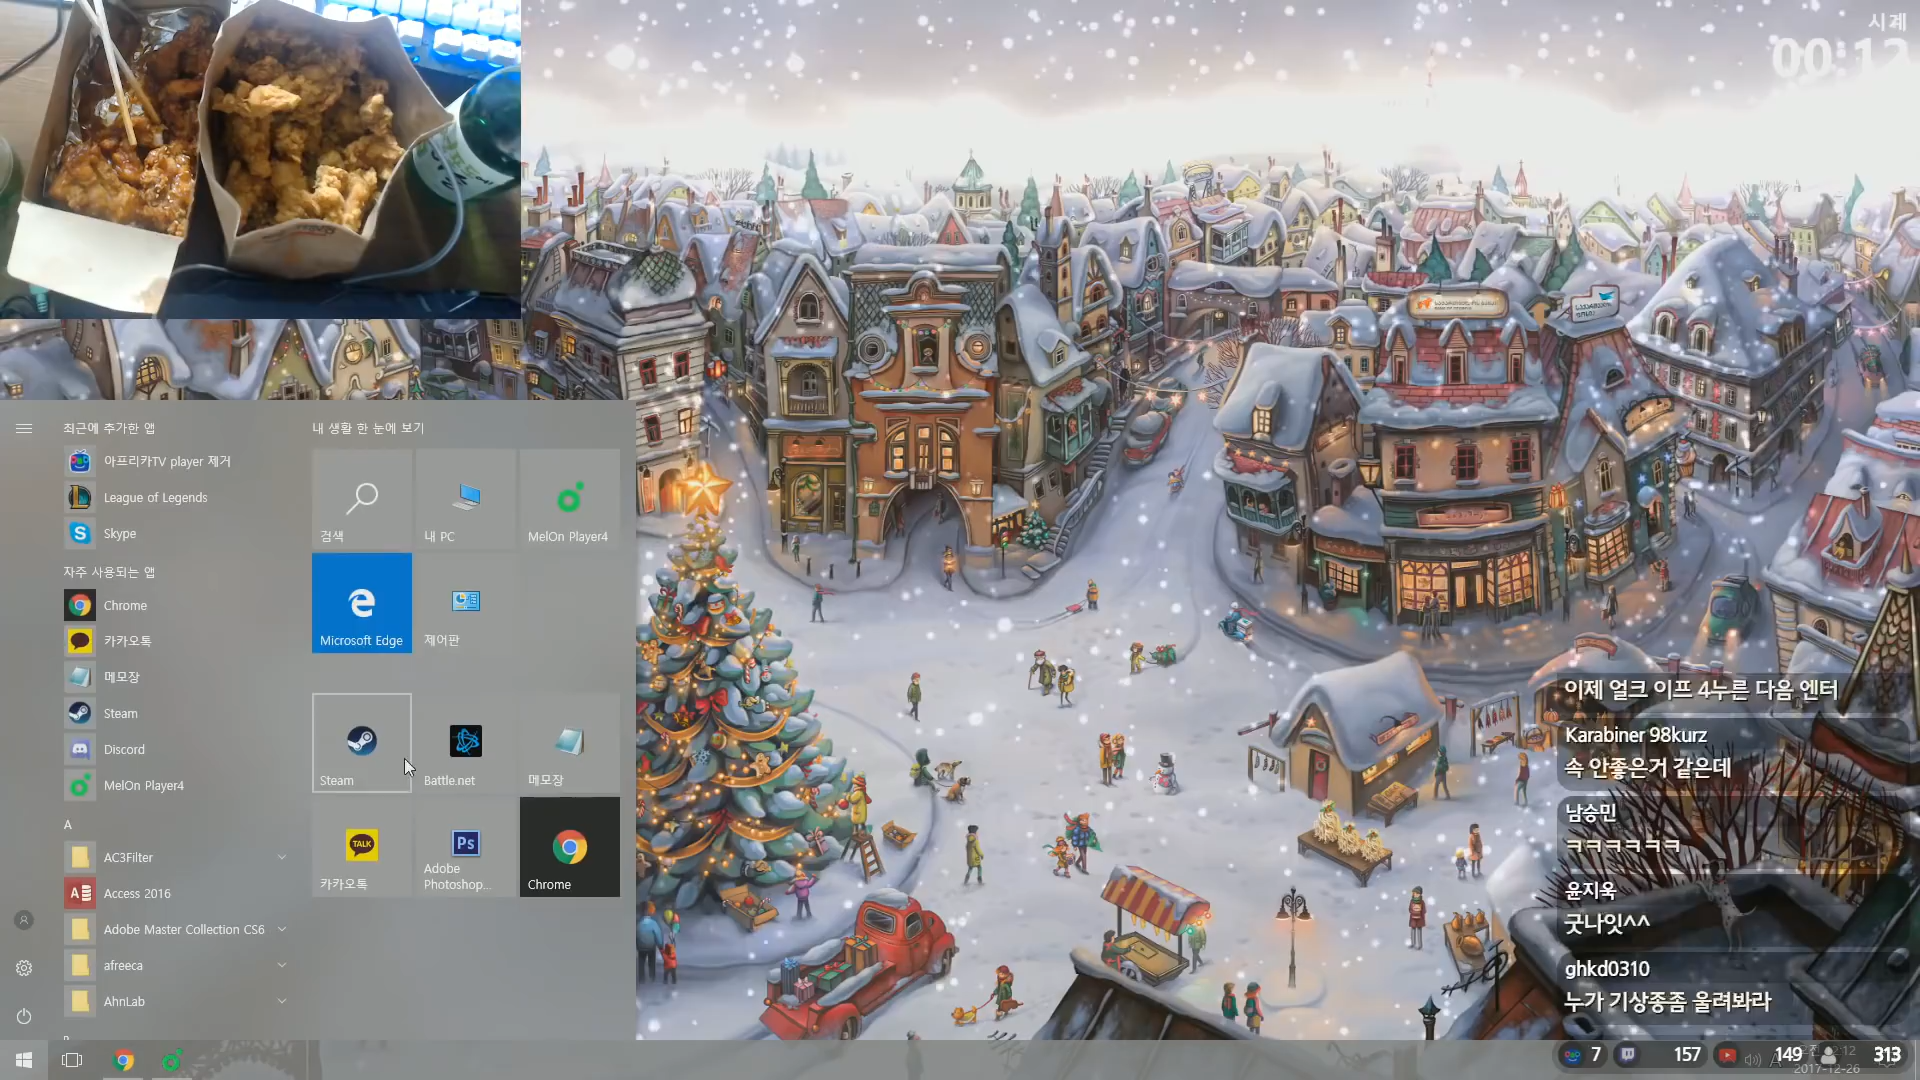 시계
00:12
최근에 추가한 앱
아프리카TV player 제거
League of Legends
Skype
자주 사용되는 앱
Chrome
카카오톡
메모장
Steam
Discord
MelOn Player4
A
AC3Filter
Access 2016
Adobe Master Collection CS6
afreeca
AhnLab
내 생활 한 눈에 보기
검색
내 PC
MelOn Player4
Microsoft Edge
제어판
Steam
Battle.net
메모장
TALK
카카오톡
Ps
Adobe
Photoshop...
Chrome
이제 얼크 이프 4누른 다음 엔터
Karabiner 98kurz
속 안좋은거 같은데
남승민
ㅋㅋㅋㅋㅋㅋ
윤지욱
굿나잇^^
ghkd0310
누가 기상종좀 울려봐라
7
157
149
313
2017-12-26